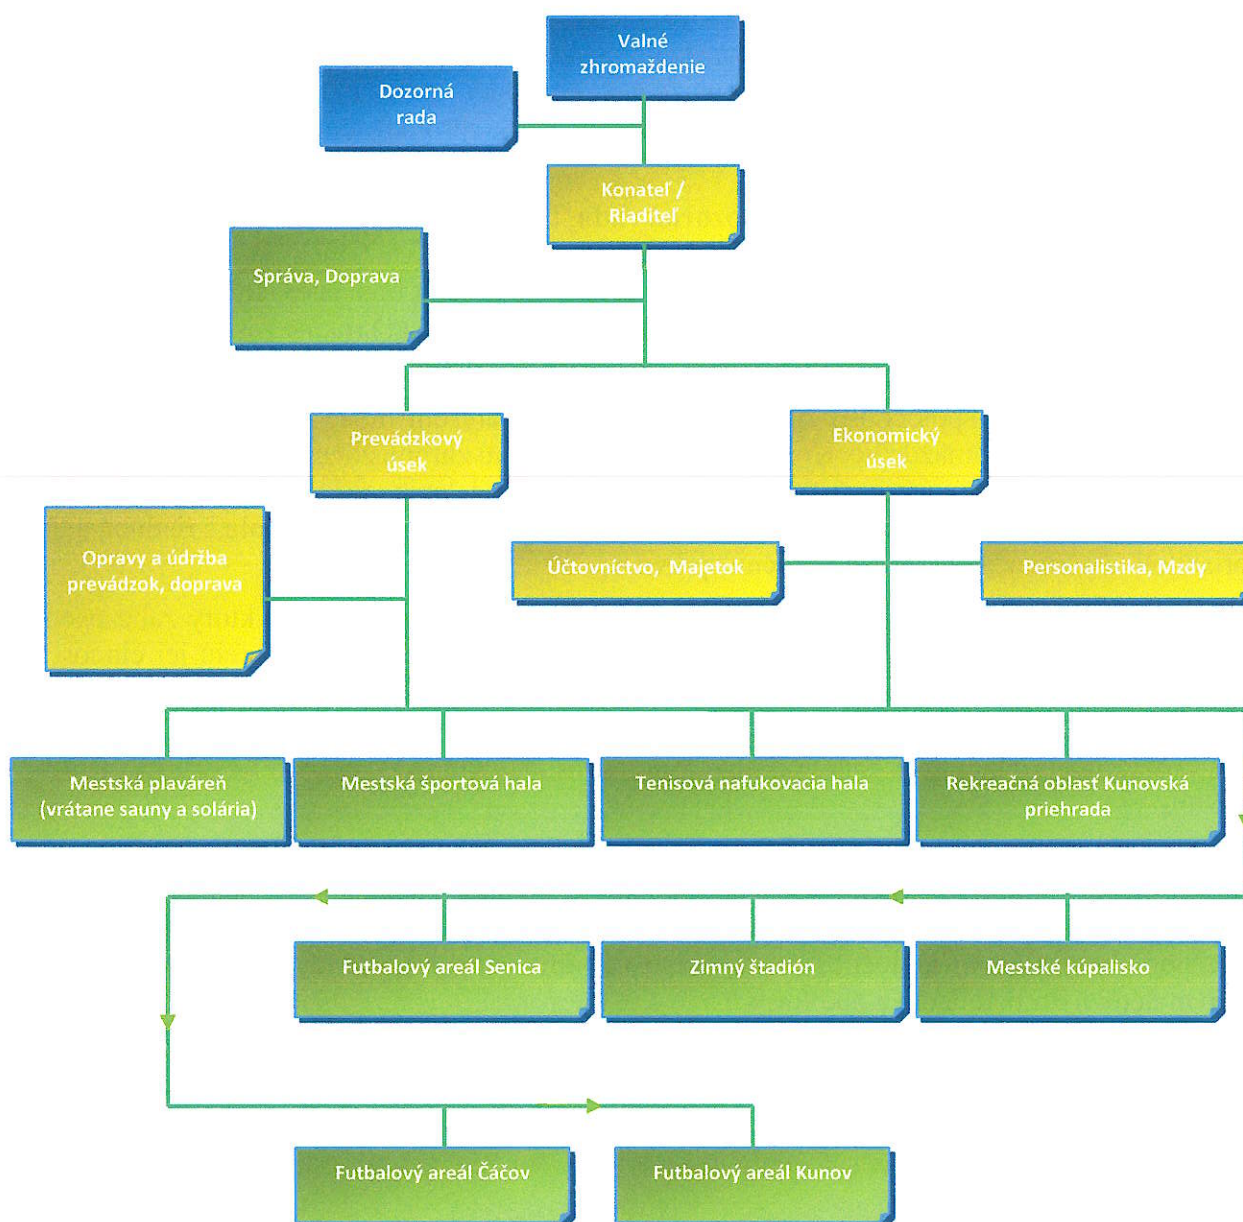 Valné
zhromaždenie
Dozorná
rada
Konateľ /
Riaditeľ
Správa, Doprava
Prevádzkový
úsek
Ekonomický
úsek
Opravy a údržba
prevádzok, doprava
Účtovníctvo, Majetok
Personalistika, Mzdy
Mestská plaváreň
(vrátane sauny a solária)
Mestská športová hala
Tenisová nafukovacia hala
Rekreačná oblasť Kunovská
priehrada
Futbalový areál Senica
Zimný štadión
Mestské kúpalisko
Futbalový areál Čáčov
Futbalový areál Kunov